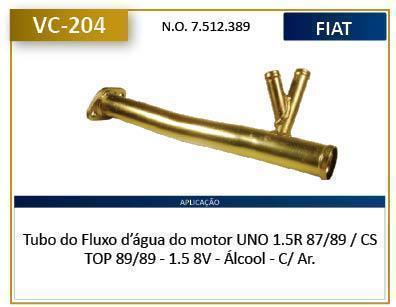 VC-204
N.O. 7.512.389
FIAT
APLICAÇÃO
Tubo do Fluxo d’água do motor UNO 1.5R 87/89 / CS
TOP 89/89 - 1.5 8V - Álcool - C/ Ar.